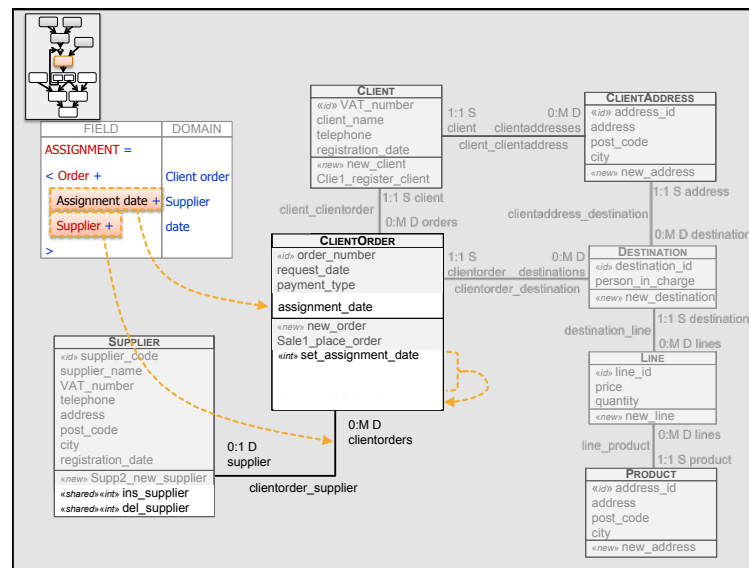 FIELD DOMAIN
ASSIGNMENT =
< Order + Client order
Assignment date + Supplier
Supplier + date
>
CLIENT
«id» VAT_number
client_name
telephone
registration_date
«new» new_client
Clie1_register_client
1:1 S 0:M D
client clientaddresses
client_clientaddress
CLIENTADDRESS
«id» address_id
address
post_code
city
«new» new_address
1:1 S client
client_clientorder
0:M D orders
1:1 S address
clientaddress_destination
0:M D destination
CLIENTORDER
«id» order_number
request_date
payment_type
assignment_date
«new» new_order
Sale1_place_order
«int» set_assignment_date
1:1 S 0:M D
clientorder destinations
clientorder_destination
DESTINATION
«id» destination_id
person_in_charge
«new» new_destination
1:1 S destination
destination_line
0:M D lines
SUPPLIER
«id» supplier_code
supplier_name
VAT_number
telephone
address
post_code
city
registration_date
«new» Supp2_new_supplier
«shared»«int» ins_supplier
«shared»«int» del_supplier
0:1 D
supplier
0:M D
clientorders
clientorder_supplier
LINE
«id» line_id
price
quantity
«new» new_line
0:M D lines
line_product
1:1 S product
PRODUCT
«id» address_id
address
post_code
city
«new» new_address